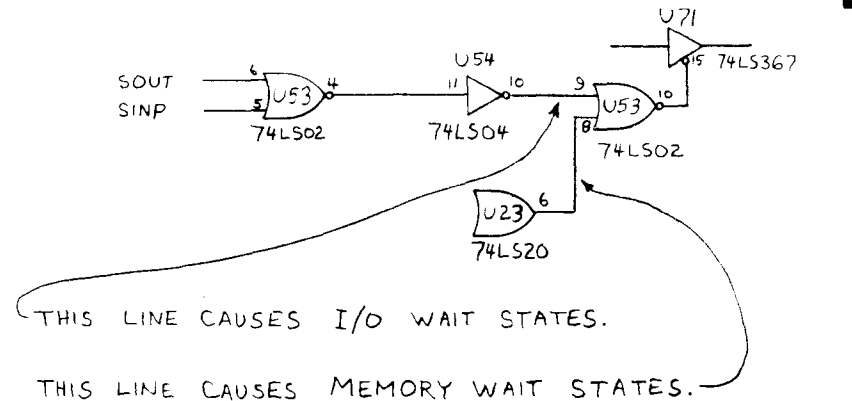 U71
15 74LS367
U54
SOUT 6 4 11 10 9 10
SINP 5 U53 U53
8
74LS02 74LS04 74LS02
U23 6
74LS20
THIS LINE CAUSES I/O WAIT STATES.
THIS LINE CAUSES MEMORY WAIT STATES.